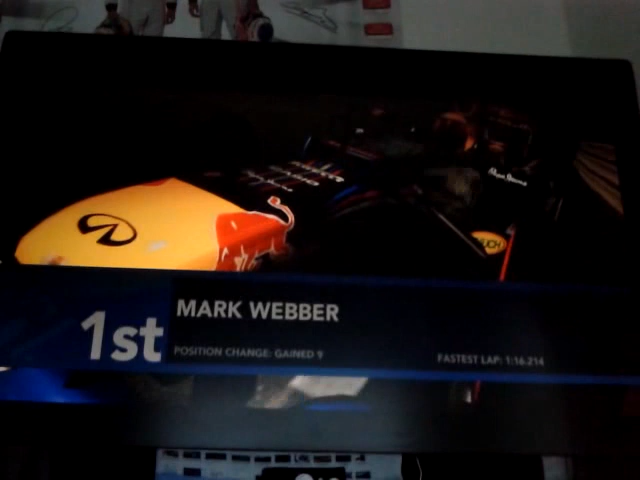 1st
MARK WEBBER
POSITION CHANGE: GAINED 9
FASTEST LAP: 1:16.214